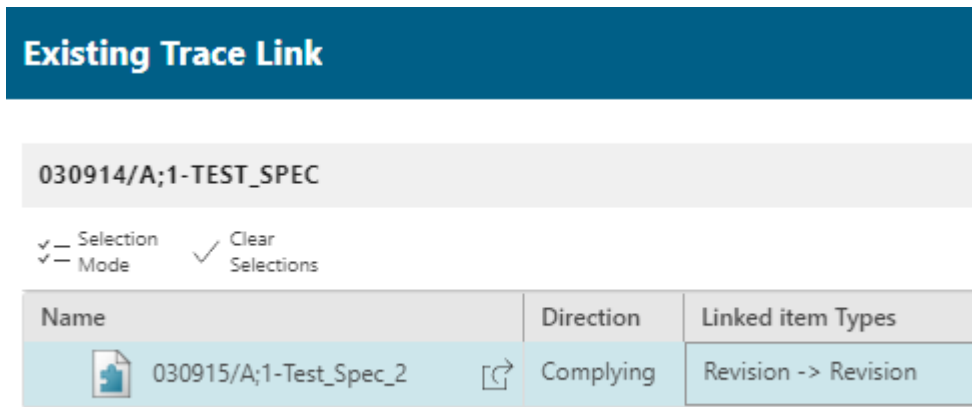 Existing Trace Link
030914/A;1-TEST_SPEC
Selection
Mode
Clear
Selections
Name Direction Linked item Types
030915/A;1-Test_Spec_2 Complying Revision -> Revision